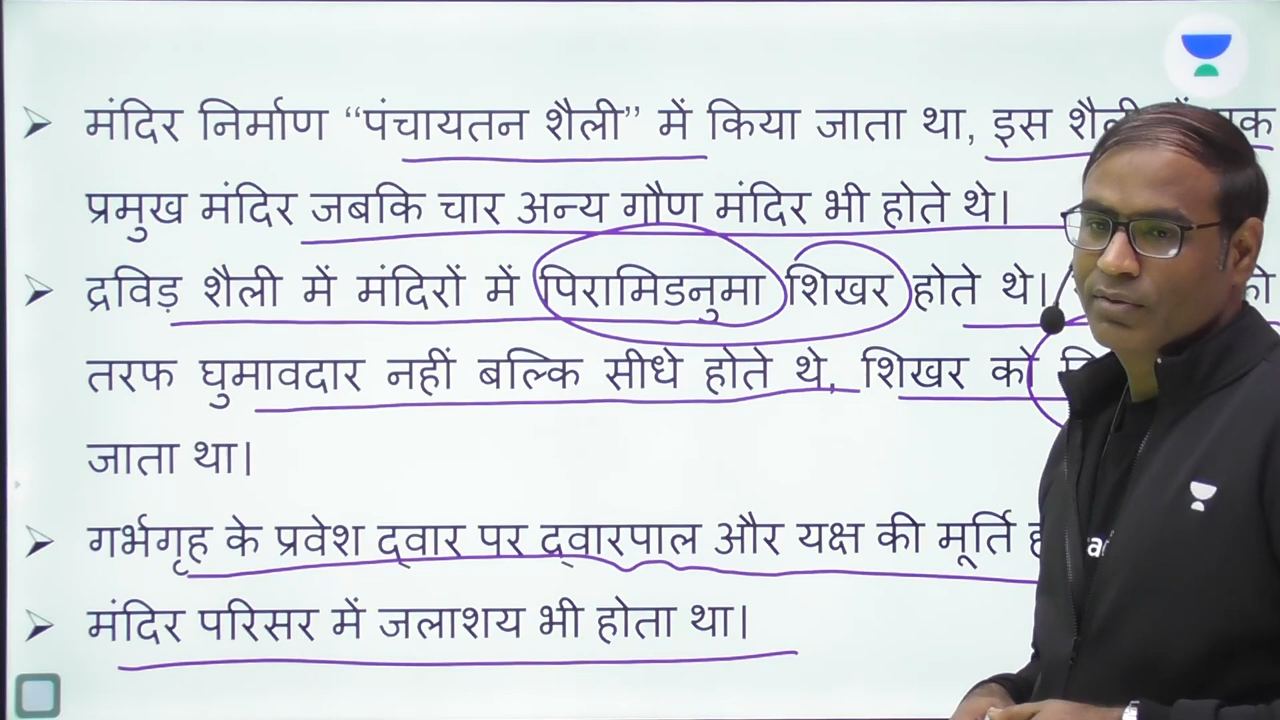 मंदिर निर्माण “पंचायतन शैली” में किया जाता था, इस
प्रमुख मंदिर जबकि चार अन्य गौण मंदिर भी होते थे।
द्रविड़ शैली में मंदिरों में पिरामिडनुमा शिखर होते थे।
तरफ घुमावदार नहीं बल्कि सीधे होते थे, शिखर को
जाता था।
गर्भगृह के प्रवेश द्वार पर द्वारपाल और यक्ष की मूर्ति
मंदिर परिसर में जलाशय भी होता था।